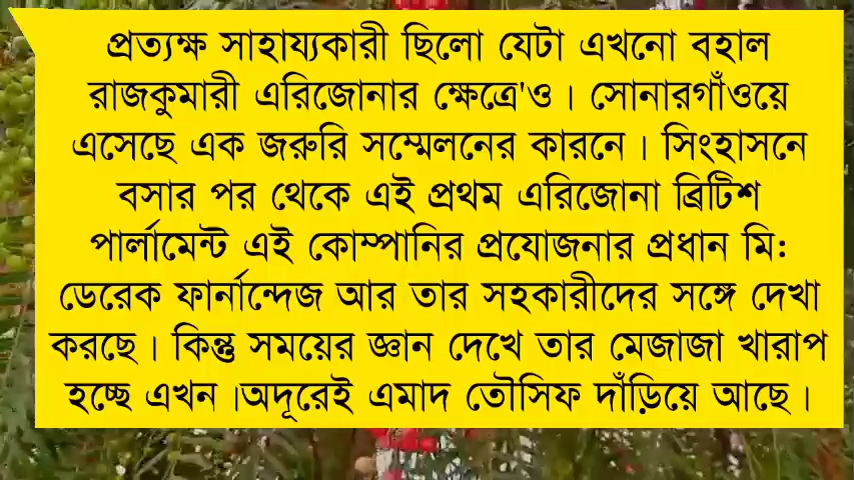 প্রত্যক্ষ সাহায্যকারী ছিলো যেটা এখনো বহাল
রাজকুমারী এরিজোনার ক্ষেত্রে'ও। সোনারগাঁওয়ে
এসেছে এক জরুরি সম্মেলনের কারনে। সিংহাসনে
বসার পর থেকে এই প্রথম এরিজোনা ব্রিটিশ
পার্লামেন্ট এই কোম্পানির প্রযোজনার প্রধান মি:
ডেরেক ফার্নান্দেজ আর তার সহকারীদের সঙ্গে দেখা
করছে। কিন্তু সময়ের জ্ঞান দেখে তার মেজাজা খারাপ
হচ্ছে এখন।অদূরেই এমাদ তৌসিফ দাঁড়িয়ে আছে।